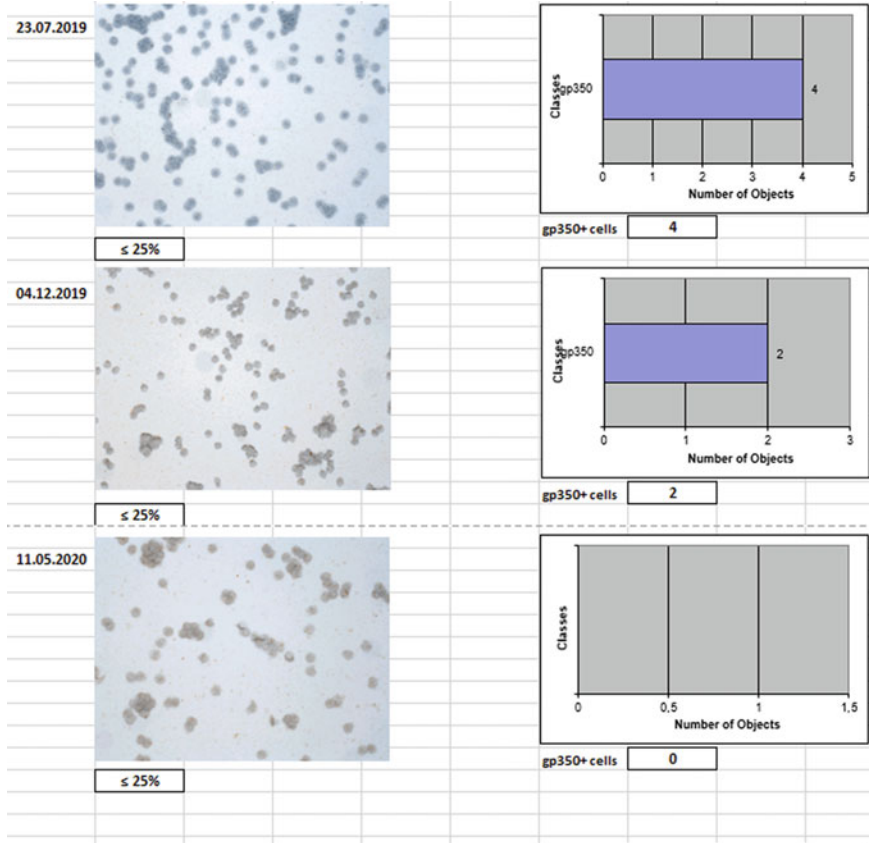 23.07.2019
Classes
gp350
4
0 1 2 3 4 5
Number of Objects
gp350+ cells 4
≤ 25%
04.12.2019
Classes
gp350
2
0 1 2 3
Number of Objects
gp350+ cells 2
≤ 25%
11.05.2020
Classes
0 0,5 1 1,5
Number of Objects
gp350+ cells 0
≤ 25%